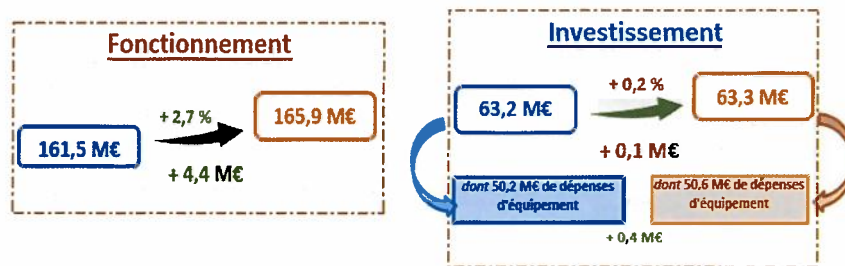 Fonctionnement
+ 2,7 %
165,9 M€
161,5 M€
+ 4,4 M€
Investissement
+ 0,2 %
63,2 M€
63,3 M€
+ 0,1 M€
dont 50,2 M€ de dépenses
d'équipement
dont 50,6 M€ de dépenses
d'équipement
+ 0,4 M€